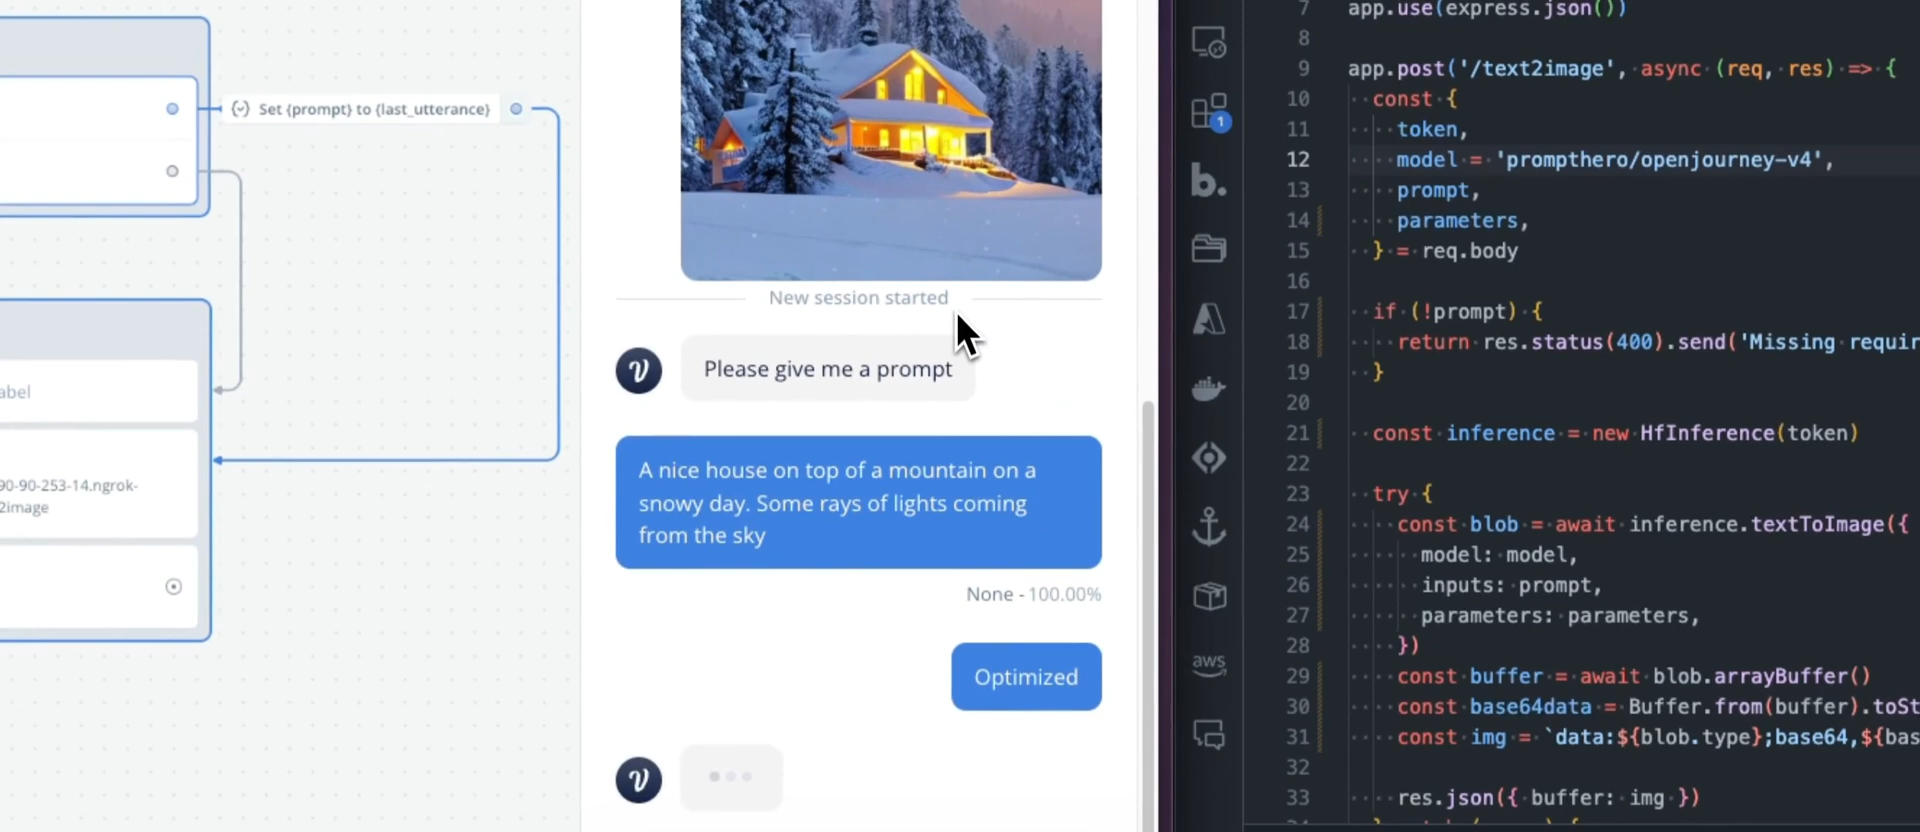 Set {prompt} to {last_utterance}
abel
90-90-253-14.ngrok-
2image
New session started
Please give me a prompt
A nice house on top of a mountain on a
snowy day. Some rays of lights coming
from the sky
None - 100.00%
Optimized
1
b.
aws
7 app.use(express.json())
8
9 app.post('/text2image', async (req, res) => {
10 const {
11 token,
12 model = 'prompthero/openjourney-v4',
13 prompt,
14 parameters,
15 } = req.body
16
17 if (!prompt) {
18 return res.status(400).send('Missing requir
19 }
20
21 const inference = new HfInference(token)
22
23 try {
24 const blob = await inference.textToImage({
25 model: model,
26 inputs: prompt,
27 parameters: parameters,
28 })
29 const buffer = await blob.arrayBuffer()
30 const base64data = Buffer.from(buffer).toSt
31 const img = `data:${blob.type};base64,${bas
32
33 res.json({ buffer: img })